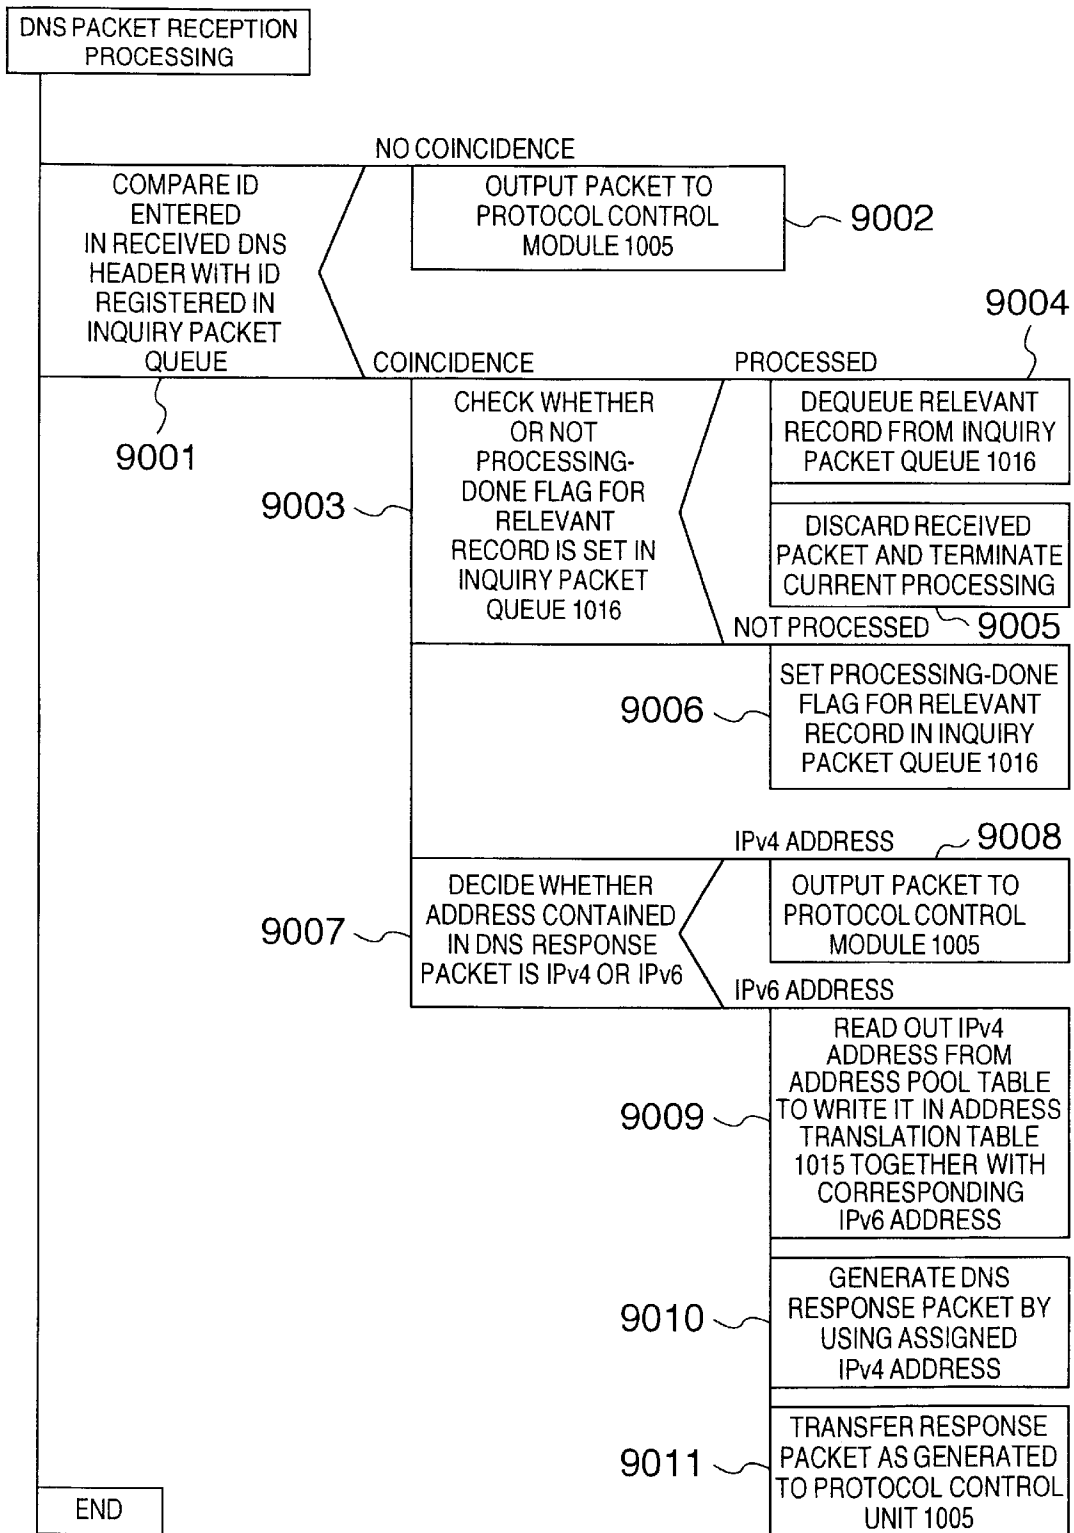 DNS PACKET RECEPTION
PROCESSING
NO COINCIDENCE
COMPARE ID
ENTERED
IN RECEIVED DNS
HEADER WITH ID
REGISTERED IN
INQUIRY PACKET
QUEUE
9001
OUTPUT PACKET TO
PROTOCOL CONTROL
MODULE 1005
9002
COINCIDENCE
CHECK WHETHER
OR NOT
PROCESSING-
DONE FLAG FOR
RELEVANT
RECORD IS SET IN
INQUIRY PACKET
QUEUE 1016
9003
PROCESSED
9004
DEQUEUE RELEVANT
RECORD FROM INQUIRY
PACKET QUEUE 1016
DISCARD RECEIVED
PACKET AND TERMINATE
CURRENT PROCESSING
9005
NOT PROCESSED
SET PROCESSING-DONE
FLAG FOR RELEVANT
RECORD IN INQUIRY
PACKET QUEUE 1016
9006
DECIDE WHETHER
ADDRESS CONTAINED
IN DNS RESPONSE
PACKET IS IPv4 OR IPv6
9007
IPv4 ADDRESS
9008
OUTPUT PACKET TO
PROTOCOL CONTROL
MODULE 1005
IPv6 ADDRESS
READ OUT IPv4
ADDRESS FROM
ADDRESS POOL TABLE
TO WRITE IT IN ADDRESS
TRANSLATION TABLE
1015 TOGETHER WITH
CORRESPONDING
IPv6 ADDRESS
9009
GENERATE DNS
RESPONSE PACKET BY
USING ASSIGNED
IPv4 ADDRESS
9010
TRANSFER RESPONSE
PACKET AS GENERATED
TO PROTOCOL CONTROL
UNIT 1005
9011
END